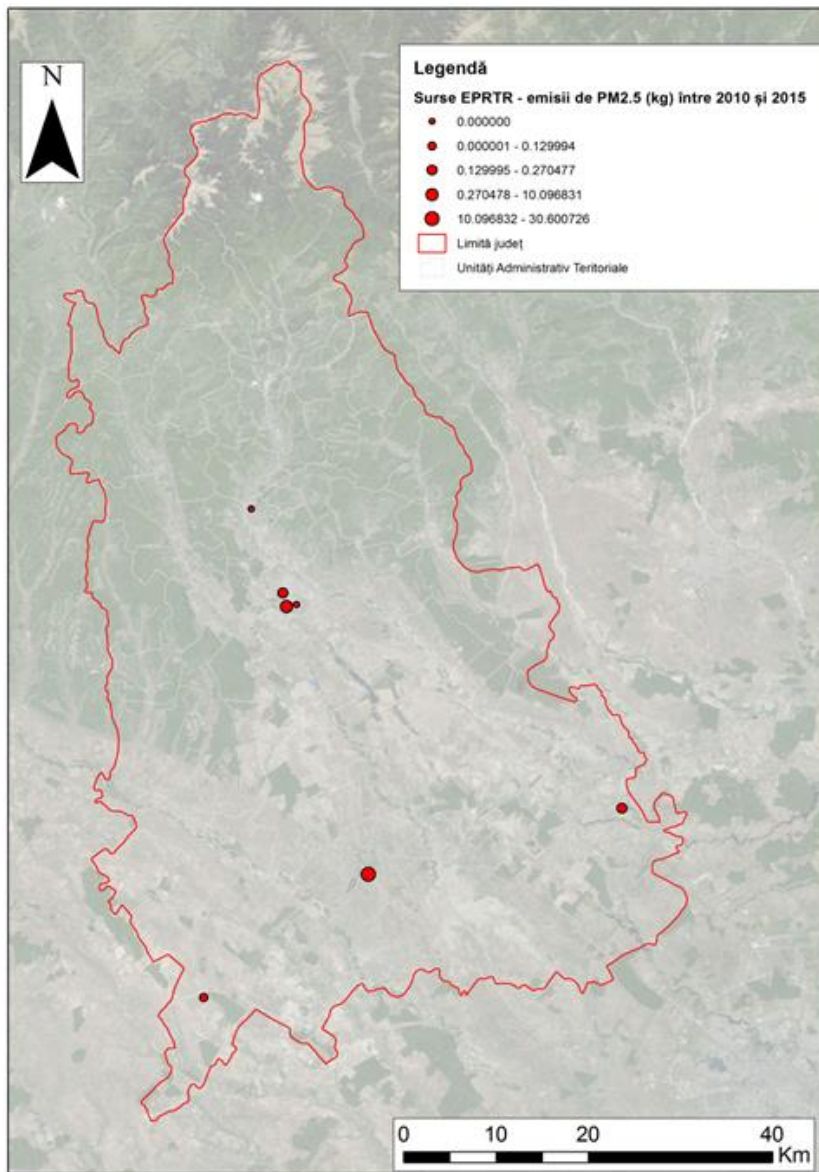 N
Legendă
Surse EPRTR - emisii de PM2.5 (kg) între 2010 și 2015
0.000000
0.000001 - 0.129994
0.129995 - 0.270477
0.270478 - 10.096831
10.096832 - 30.600726
Limită județ
Unități Administrativ Teritoriale
0 10 20 40
Km